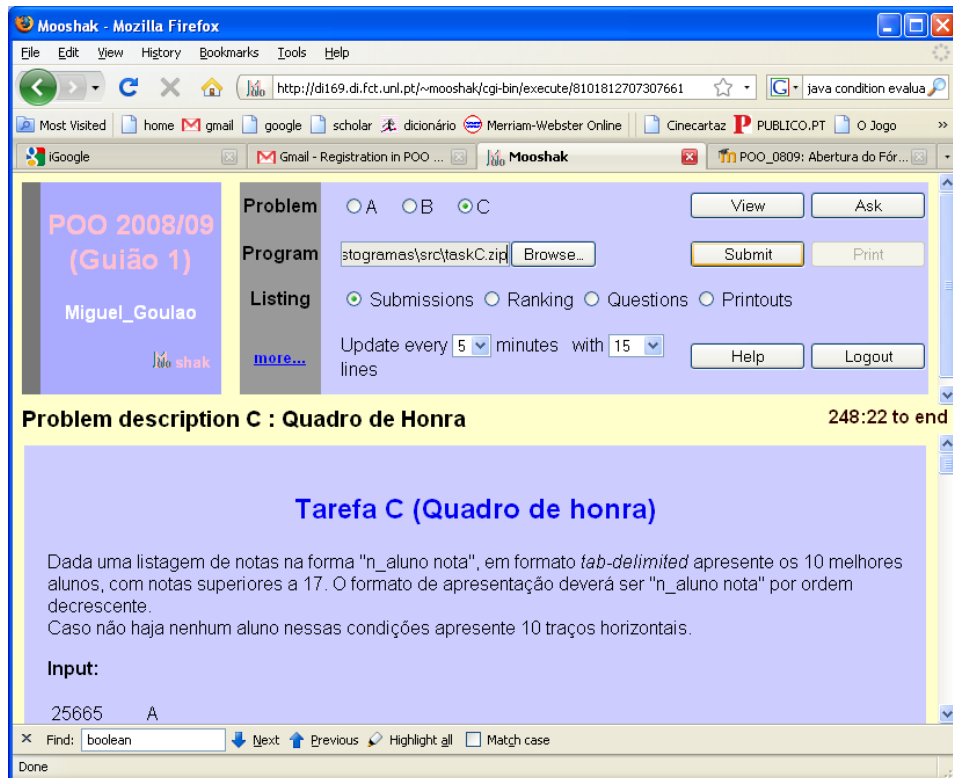 Mooshak - Mozilla Firefox
File Edit View History Bookmarks Tools Help
http://di169.di.fct.unl.pt/~mooshak/cgi-bin/execute/8101812707307661
java condition evalua
Most Visited home gmail google scholar dicionário Merriam-Webster Online Cinecartaz PUBLICO.PT O Jogo »
iGoogle Gmail - Registration in POO ... Mooshak POO_0809: Abertura do Fór...
POO 2008/09
(Guião 1)
Miguel_Goulao
shak
Problem A B C View Ask
Program stogramas\src\taskC.zip Browse... Submit Print
Listing Submissions Ranking Questions Printouts
more... Update every 5 minutes with 15
lines
Help Logout
Problem description C : Quadro de Honra 248:22 to end
Tarefa C (Quadro de honra)
Dada uma listagem de notas na forma "n_aluno nota", em formato tab-delimited apresente os 10 melhores
alunos, com notas superiores a 17. O formato de apresentação deverá ser "n_aluno nota" por ordem
decrescente.
Caso não haja nenhum aluno nessas condições apresente 10 traços horizontais.
Input:
25665 A
Find: boolean Next Previous Highlight all Match case
Done